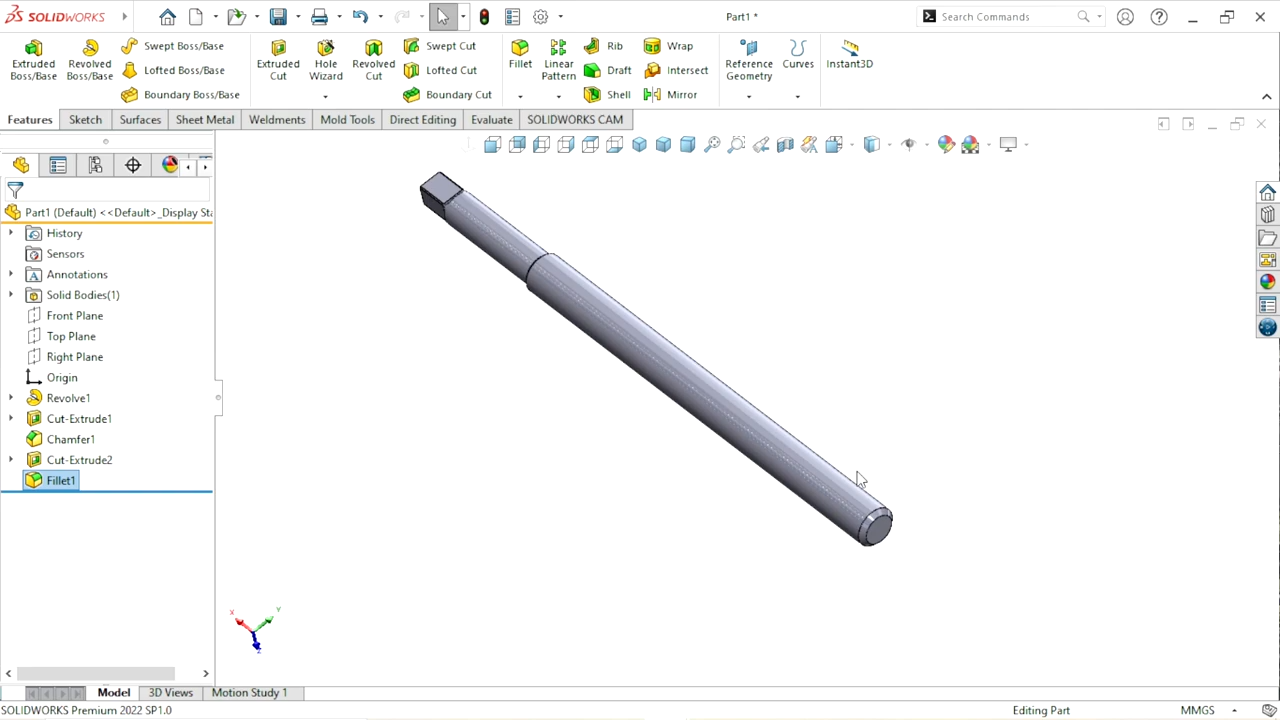 SOLIDWORKS
Part1 *
Search Commands
Extruded Boss/Base
Revolved Boss/Base
Swept Boss/Base
Lofted Boss/Base
Boundary Boss/Base
Extruded Cut
Hole Wizard
Revolved Cut
Swept Cut
Lofted Cut
Boundary Cut
Fillet
Linear Pattern
Rib
Draft
Shell
Wrap
Intersect
Mirror
Reference Geometry
Curves
Instant3D
Features
Sketch
Surfaces
Sheet Metal
Weldments
Mold Tools
Direct Editing
Evaluate
SOLIDWORKS CAM
Part1 (Default) <<Default>_Display Sta
History
Sensors
Annotations
Solid Bodies(1)
Front Plane
Top Plane
Right Plane
Origin
Revolve1
Cut-Extrude1
Chamfer1
Cut-Extrude2
Fillet1
X
Y
Z
Model
3D Views
Motion Study 1
SOLIDWORKS Premium 2022 SP1.0
Editing Part
MMGS